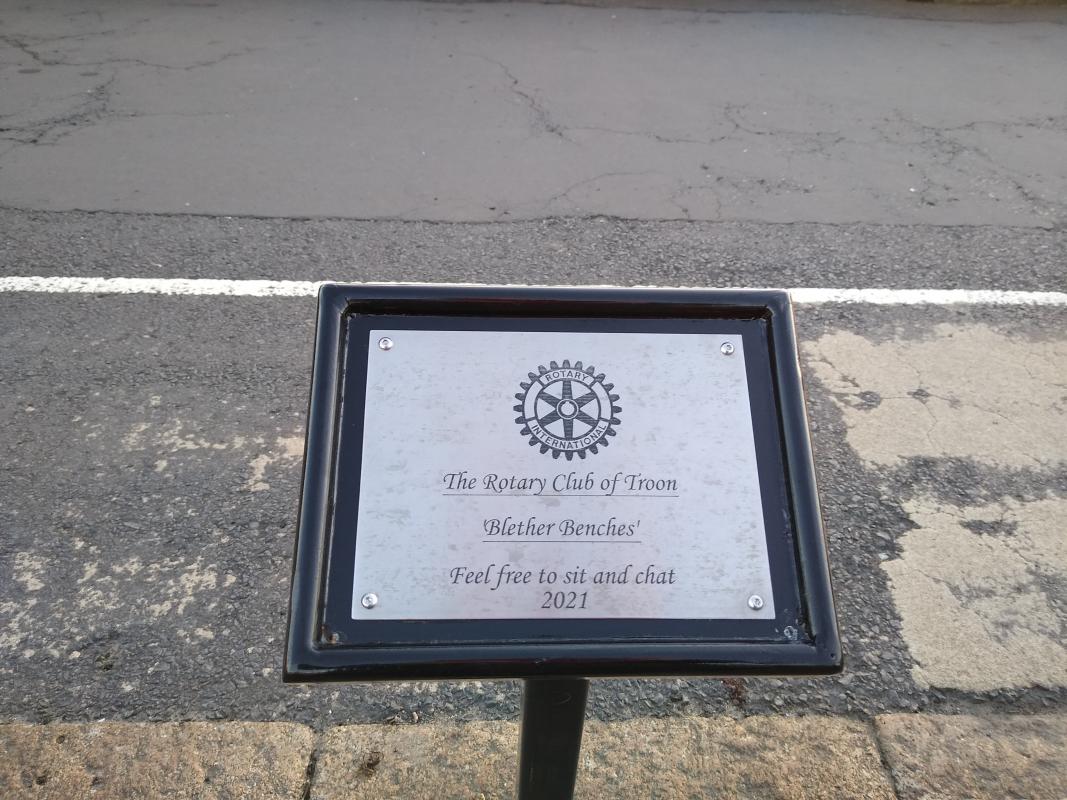 ROTARY
INTERNATIONAL
The Rotary Club of Troon
'Blether Benches'
Feel free to sit and chat
2021